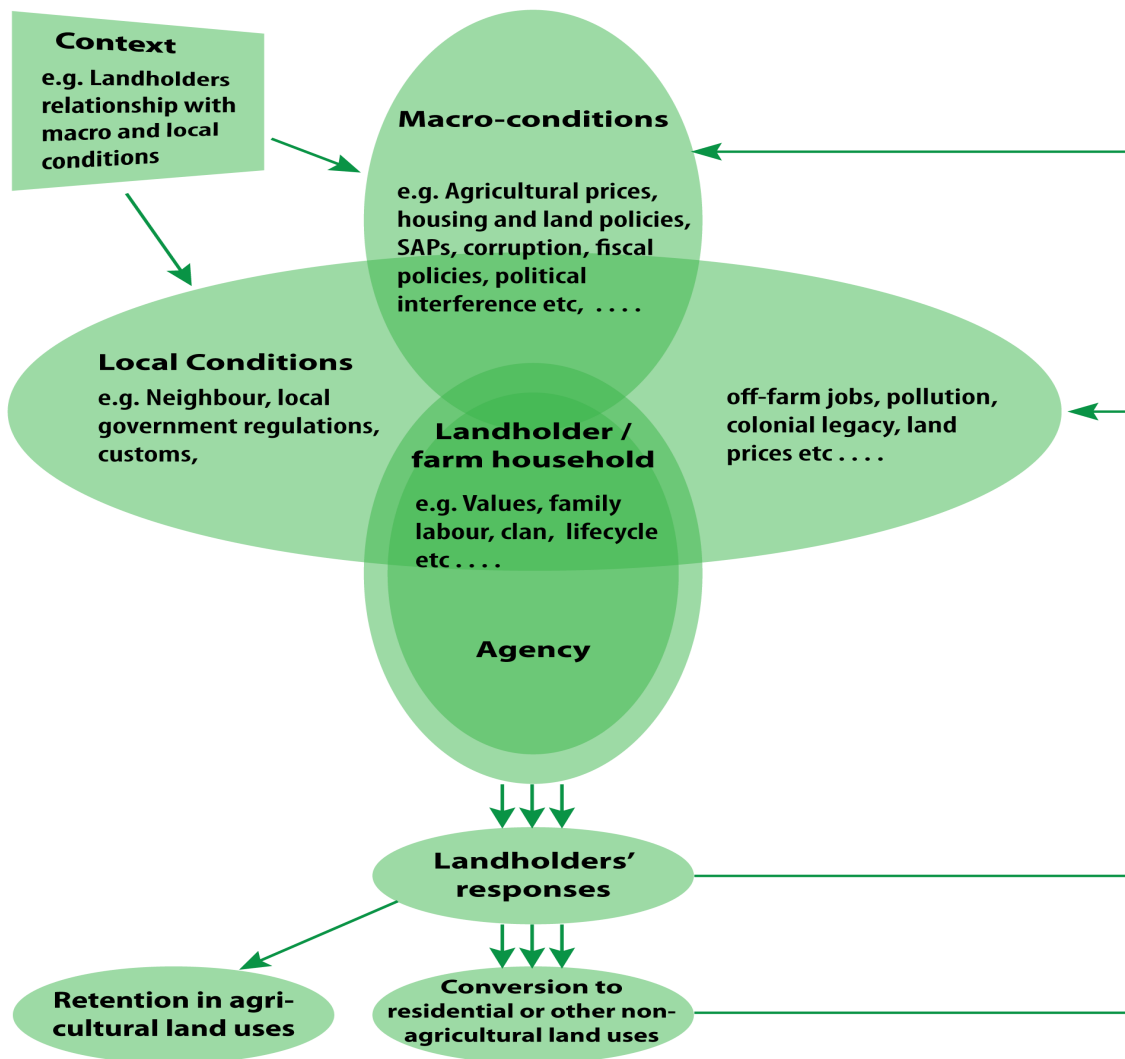 Context
e.g. Landholders
relationship with
macro and local
conditions
Macro-conditions
e.g. Agricultural prices,
housing and land policies,
SAPs, corruption, fiscal
policies, political
interference etc, . . . .
Local Conditions
e.g. Neighbour, local
government regulations,
customs,
off-farm jobs, pollution,
colonial legacy, land
prices etc . . . .
Landholder /
farm household
e.g. Values, family
labour, clan, lifecycle
etc . . . .
Agency
Landholders’
responses
Retention in agri-
cultural land uses
Conversion to
residential or other non-
agricultural land uses